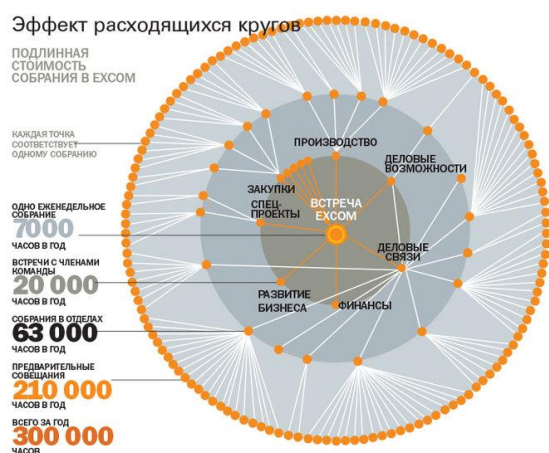 Эффект расходящихся кругов
ПОДЛИННАЯ
СТОИМОСТЬ
СОБРАНИЯ В EXCOM
КАЖДАЯ ТОЧКА
СООТВЕТСТВУЕТ
ОДНОМУ СОБРАНИЮ
ОДНО ЕЖЕНЕДЕЛЬНОЕ
СОБРАНИЕ
7000
ЧАСОВ В ГОД
ВСТРЕЧИ С ЧЛЕНАМИ
КОМАНДЫ
20 000
ЧАСОВ В ГОД
СОБРАНИЯ В ОТДЕЛАХ
63 000
ЧАСОВ В ГОД
ПРЕДВАРИТЕЛЬНЫЕ
СОВЕЩАНИЯ
210 000
ЧАСОВ В ГОД
ВСЕГО ЗА ГОД
300 000
ЧАСОВ
ПРОИЗВОДСТВО
ДЕЛОВЫЕ
ВОЗМОЖНОСТИ
ЗАКУПКИ
СПЕЦ-
ПРОЕКТЫ
ВСТРЕЧА
EXCOM
ДЕЛОВЫЕ
СВЯЗИ
РАЗВИТИЕ
БИЗНЕСА
ФИНАНСЫ